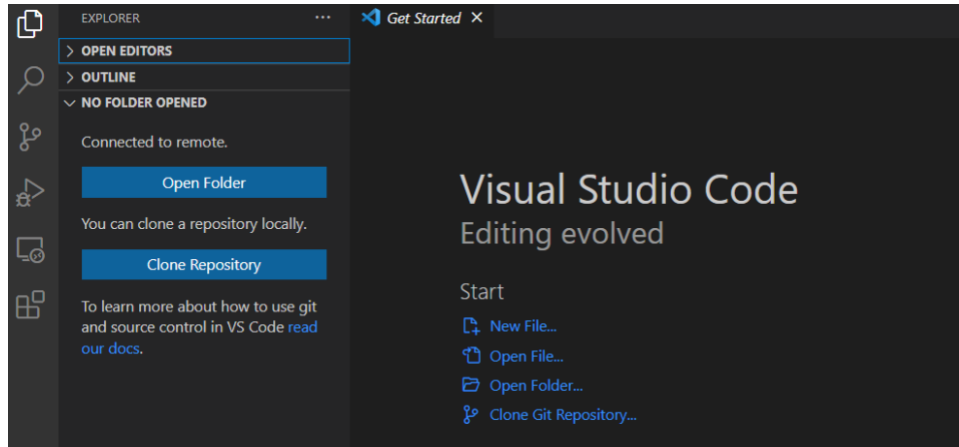 EXPLORER
OPEN EDITORS
OUTLINE
NO FOLDER OPENED
Connected to remote.
Open Folder
You can clone a repository locally.
Clone Repository
To learn more about how to use git
and source control in VS Code read
our docs.
Get Started
Visual Studio Code
Editing evolved
Start
New File...
Open File...
Open Folder...
Clone Git Repository...